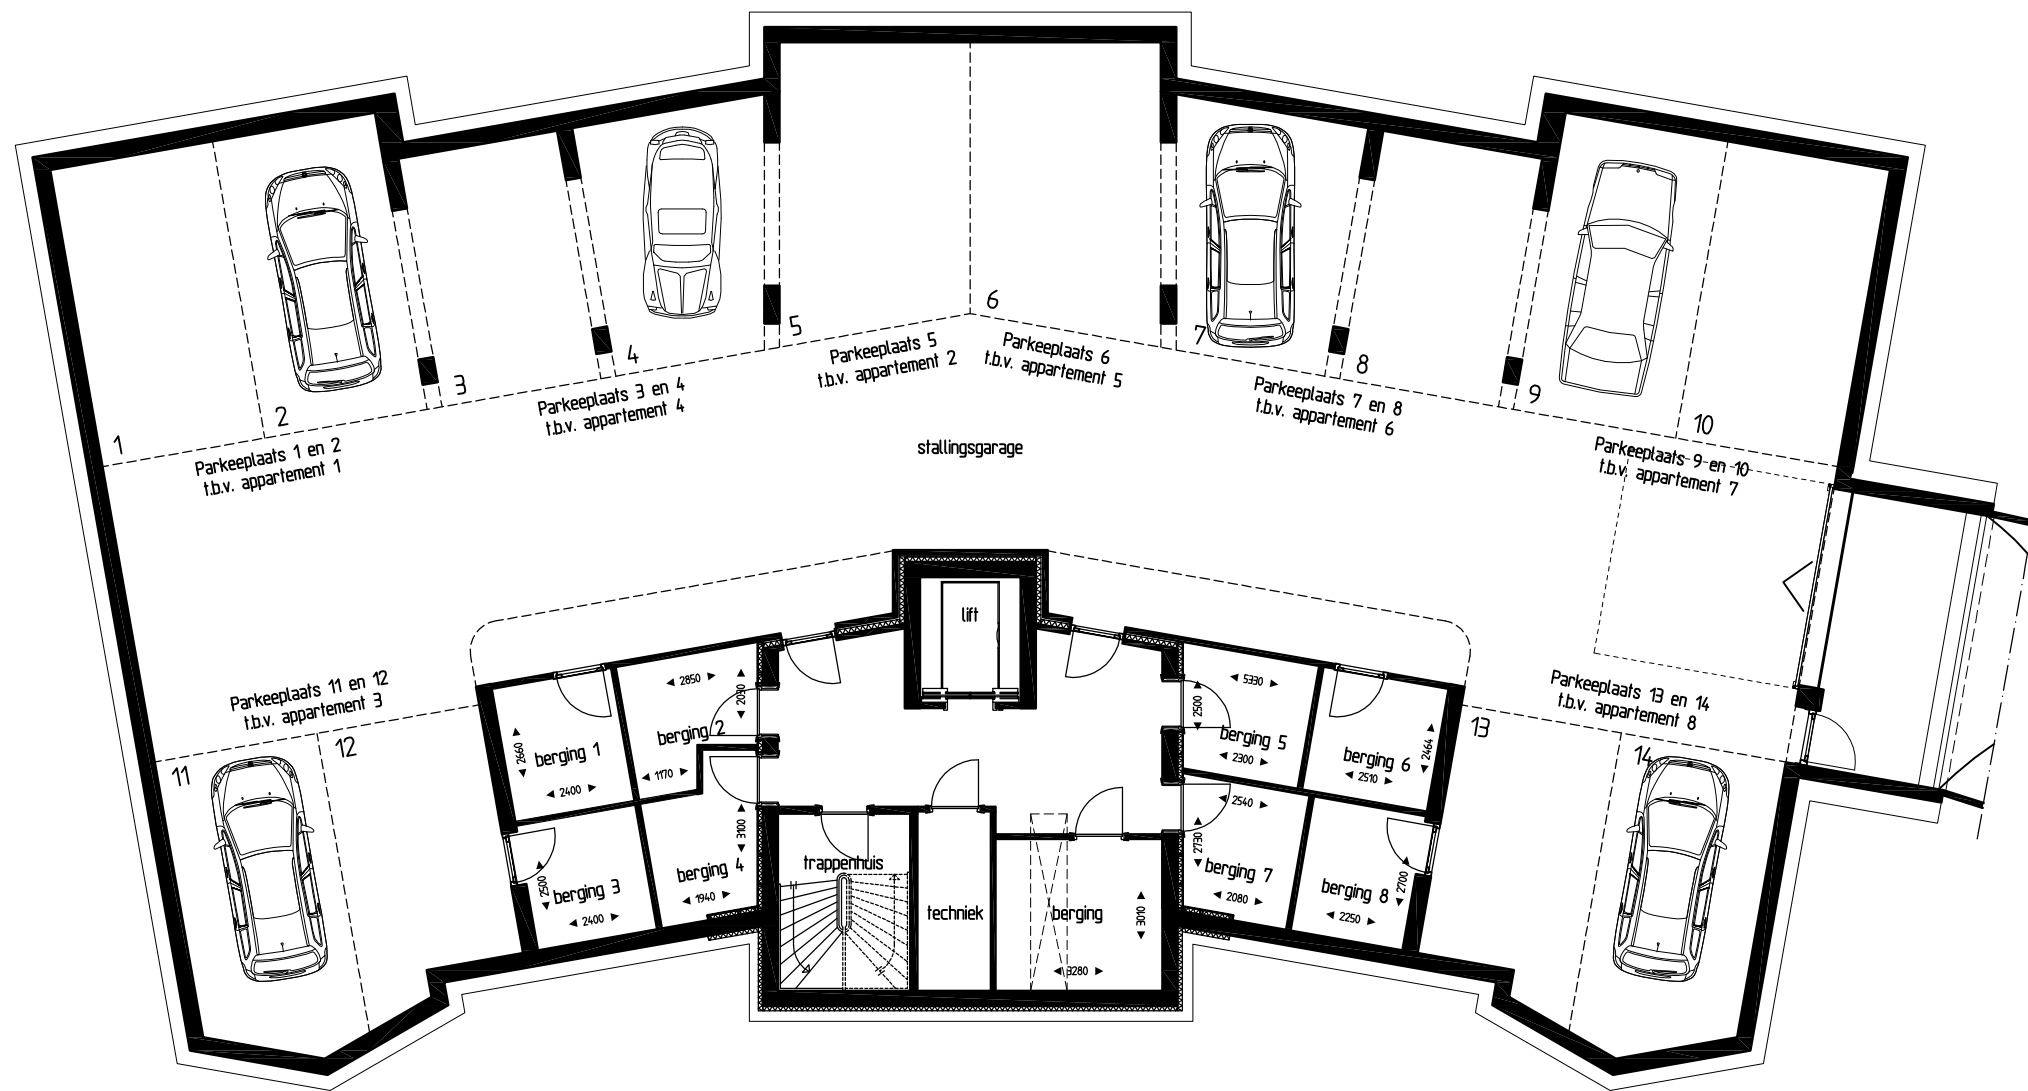 1
2
3
4
5
6
7
8
9
10
Parkeeplaats 1 en 2
t.b.v. appartement 1
Parkeeplaats 3 en 4
t.b.v. appartement 4
Parkeeplaats 5
t.b.v. appartement 2
Parkeeplaats 6
t.b.v. appartement 5
Parkeeplaats 7 en 8
t.b.v. appartement 6
Parkeeplaats 9 en 10
t.b.v. appartement 7
stallingsgarage
lift
Parkeeplaats 11 en 12
t.b.v. appartement 3
11
12
Parkeeplaats 13 en 14
t.b.v. appartement 8
13
14
2660
berging 1
2400
2850
2030
berging 2
1170
2500
berging 3
2400
3100
berging 4
1940
5330
2500
berging 5
2300
2464
berging 6
2510
2540
2730
berging 7
2080
2700
berging 8
2250
trappenhuis
techniek
berging
3010
3280